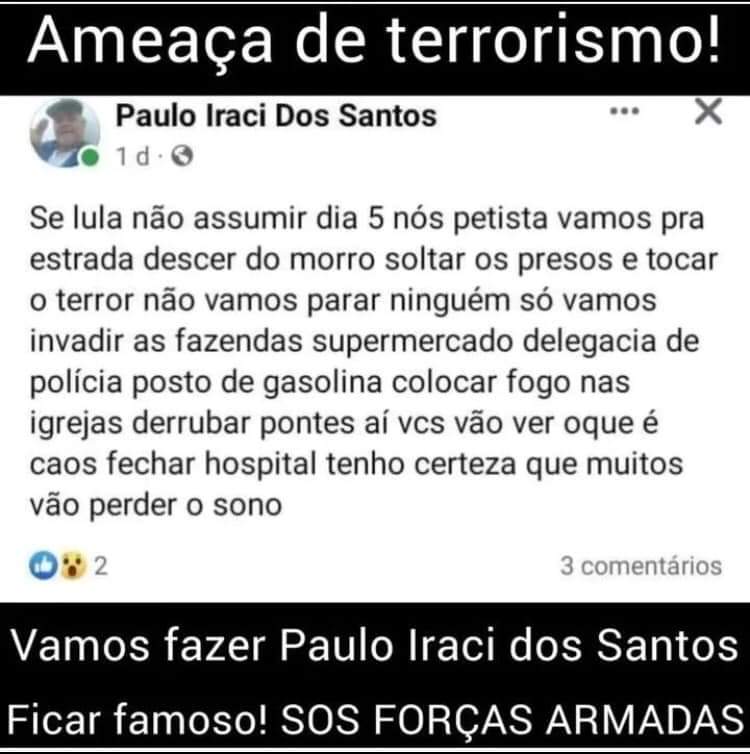 Ameaça de terrorismo!
Paulo Iraci Dos Santos
1 d
Se lula não assumir dia 5 nós petista vamos pra
estrada descer do morro soltar os presos e tocar
o terror não vamos parar ninguém só vamos
invadir as fazendas supermercado delegacia de
polícia posto de gasolina colocar fogo nas
igrejas derrubar pontes aí vcs vão ver oque é
caos fechar hospital tenho certeza que muitos
vão perder o sono
2
3 comentários
Vamos fazer Paulo Iraci dos Santos
Ficar famoso! SOS FORÇAS ARMADAS